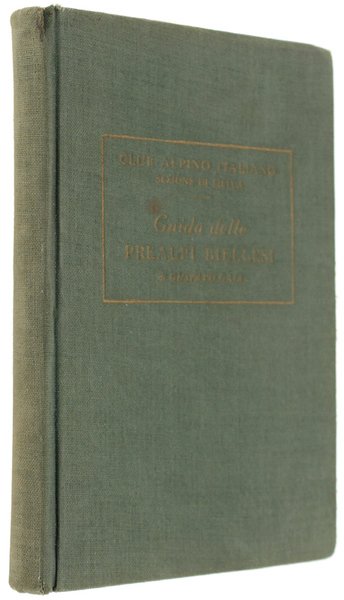 CLUB ALPINO ITALIANO
SEZIONE DI BIELLA
Guida delle
PREALPI BIELLESI